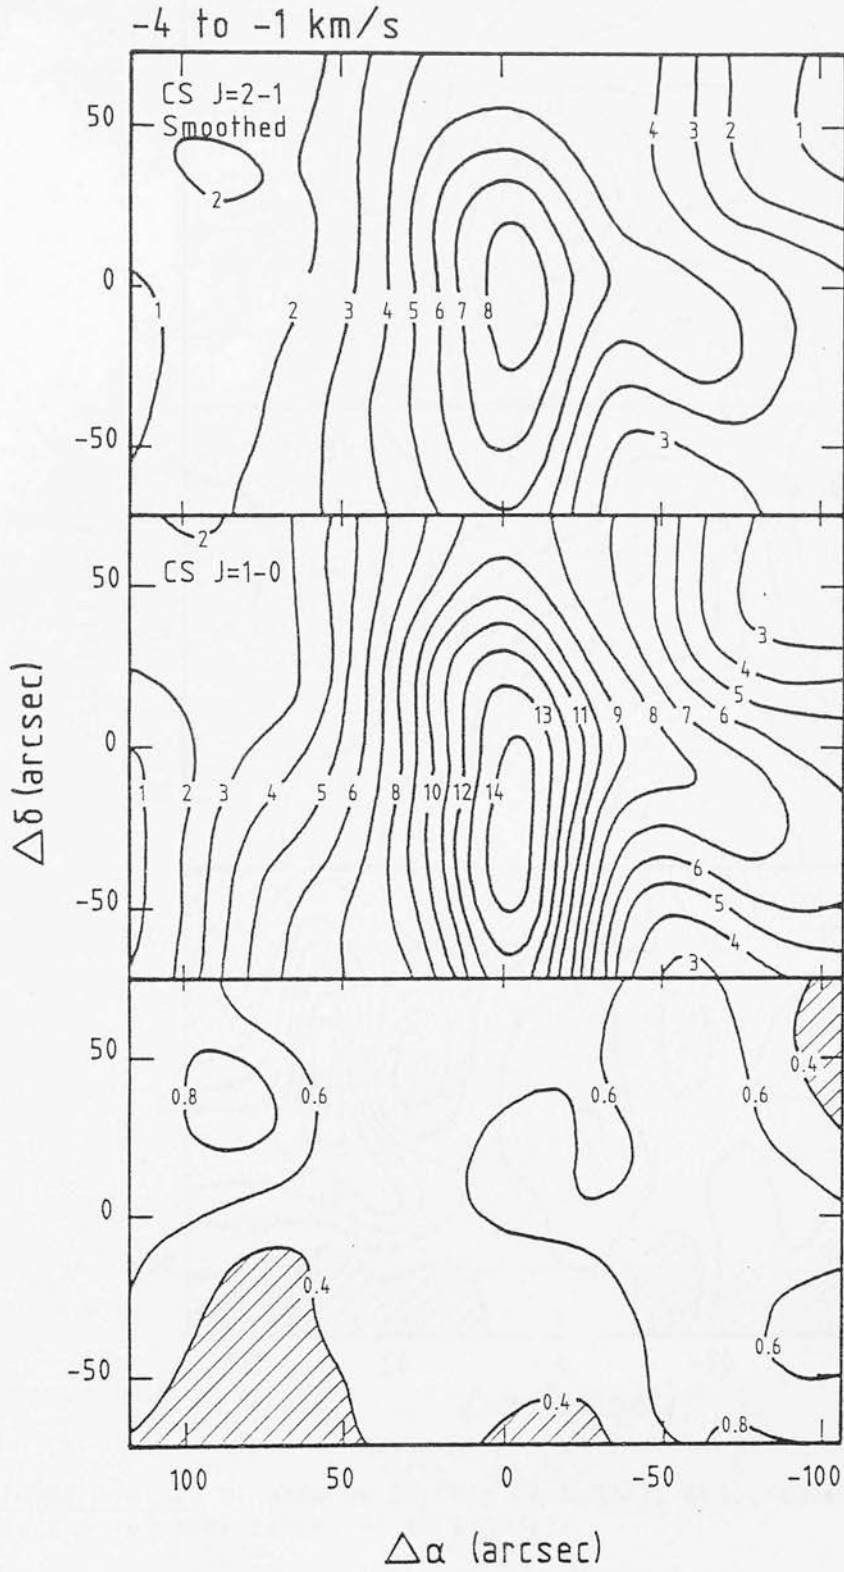 -4 to -1 km/s
CS J=2-1
Smoothed
50
0
-50
2
1
2 3 4 5 6 7 8
4 3 2 1
3
CS J=1-0
50
0
-50
2
1 2 3 4 5 6 8 10 12 14
13 11 9 8 7 6
3
4
5
6
5
4
3
50
0
-50
0.8
0.6
0.6
0.6
0.4
0.4
0.6
0.4
0.8
100 50 0 -50 -100
Δα (arcsec)
Δδ (arcsec)